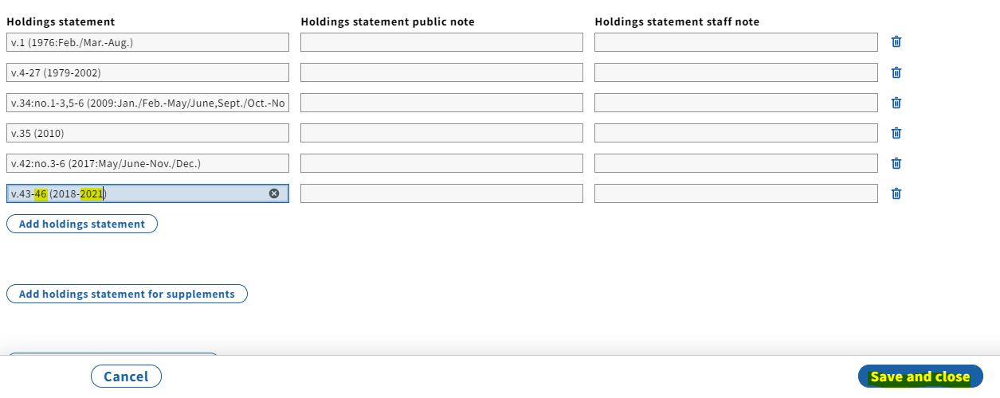 Holdings statement Holdings statement public note Holdings statement staff note
v.1 (1976:Feb./Mar.-Aug.)
v.4-27 (1979-2002)
v.34:no.1-3,5-6 (2009:Jan./Feb.-May/June,Sept./Oct.-No
v.35 (2010)
v.42:no.3-6 (2017:May/June-Nov./Dec.)
v.43-46 (2018-2021)
Add holdings statement
Add holdings statement for supplements
Cancel Save and close